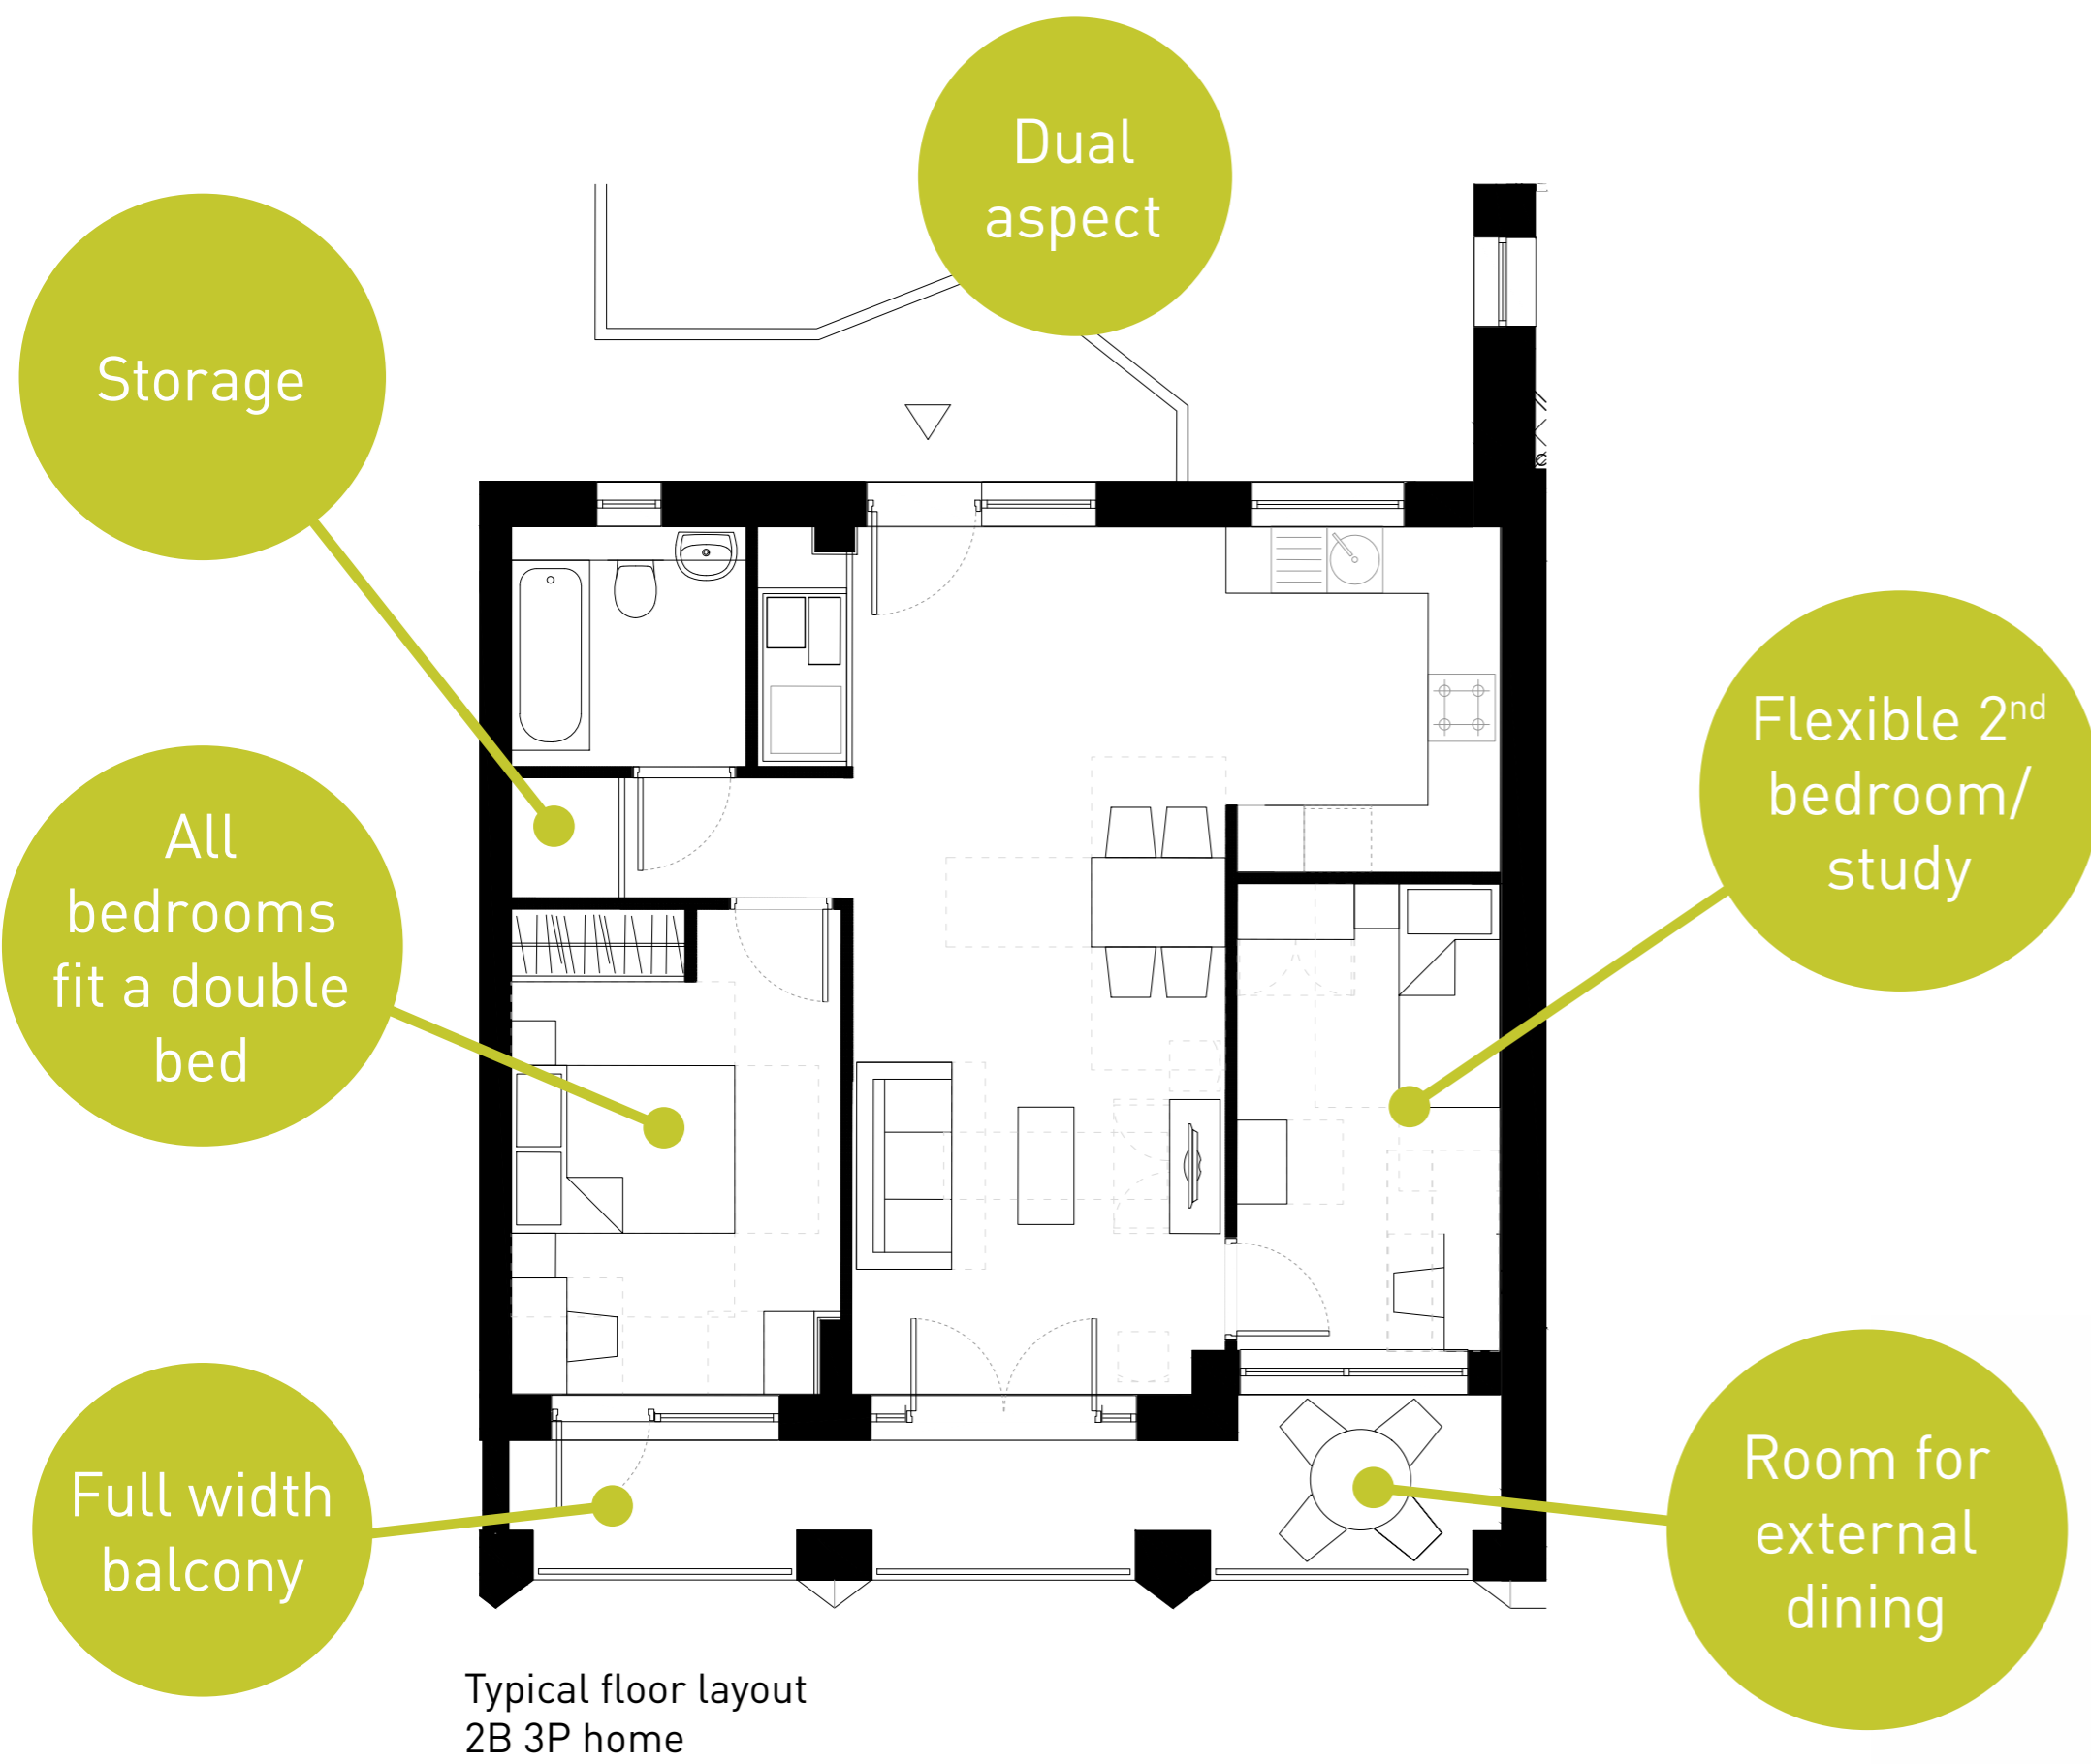 Dual
aspect
Storage
Flexible 2nd
bedroom/
study
All
bedrooms
fit a double
bed
Full width
balcony
Room for
external
dining
Typical floor layout
2B 3P home